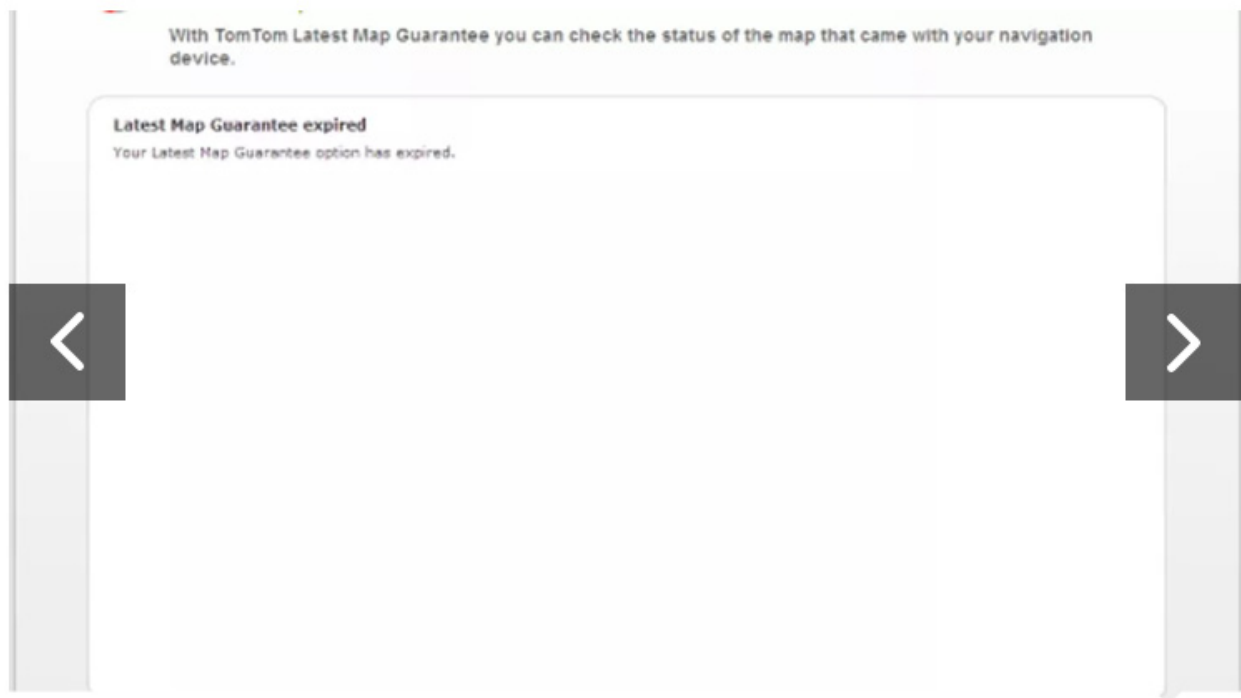 With TomTom Latest Map Guarantee you can check the status of the map that came with your navigation
device.
Latest Map Guarantee expired
Your Latest Map Guarantee option has expired.